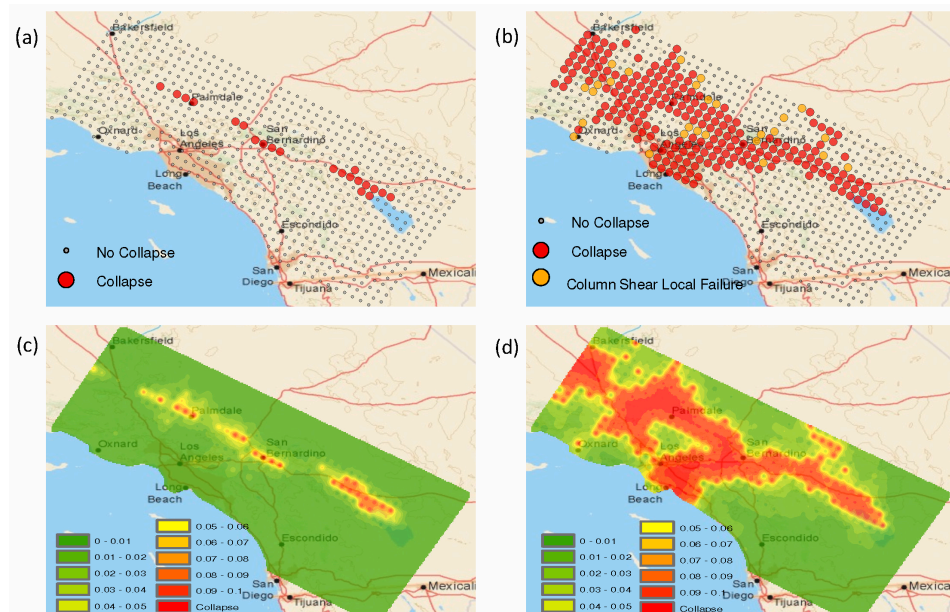 (a)
Bakersfield
Palmdale
Oxnard
Los
Angeles
San
Bernardino
Long
Beach
Escondido
No Collapse
Collapse
San
Diego
Mexicali
Tijuana
(b)
Bakersfield
Palmdale
Oxnard
Los
Angeles
San
Bernardino
Long
Beach
No Collapse
Escondido
Collapse
San
Diego
Column Shear Local Failure
Mexicali
Tijuana
(c)
Bakersfield
Palmdale
Oxnard
Los
Angeles
San
Bernardino
Long
Beach
0.05 - 0.06
0 - 0.01
0.06 - 0.07
Escondido
0.01 - 0.02
0.07 - 0.08
0.02 - 0.03
0.08 - 0.09
0.03 - 0.04
0.09 - 0.1
San
Diego
Mexicali
0.04 - 0.05
Collapse
Tijuana
(d)
Bakersfield
Palmdale
Oxnard
Los
Angeles
San
Bernardino
Long
Beach
0.05 - 0.06
0 - 0.01
0.06 - 0.07
Escondido
0.01 - 0.02
0.07 - 0.08
0.02 - 0.03
0.08 - 0.09
0.03 - 0.04
0.09 - 0.1
San
Diego
Mexicali
0.04 - 0.05
Collapse
Tijuana